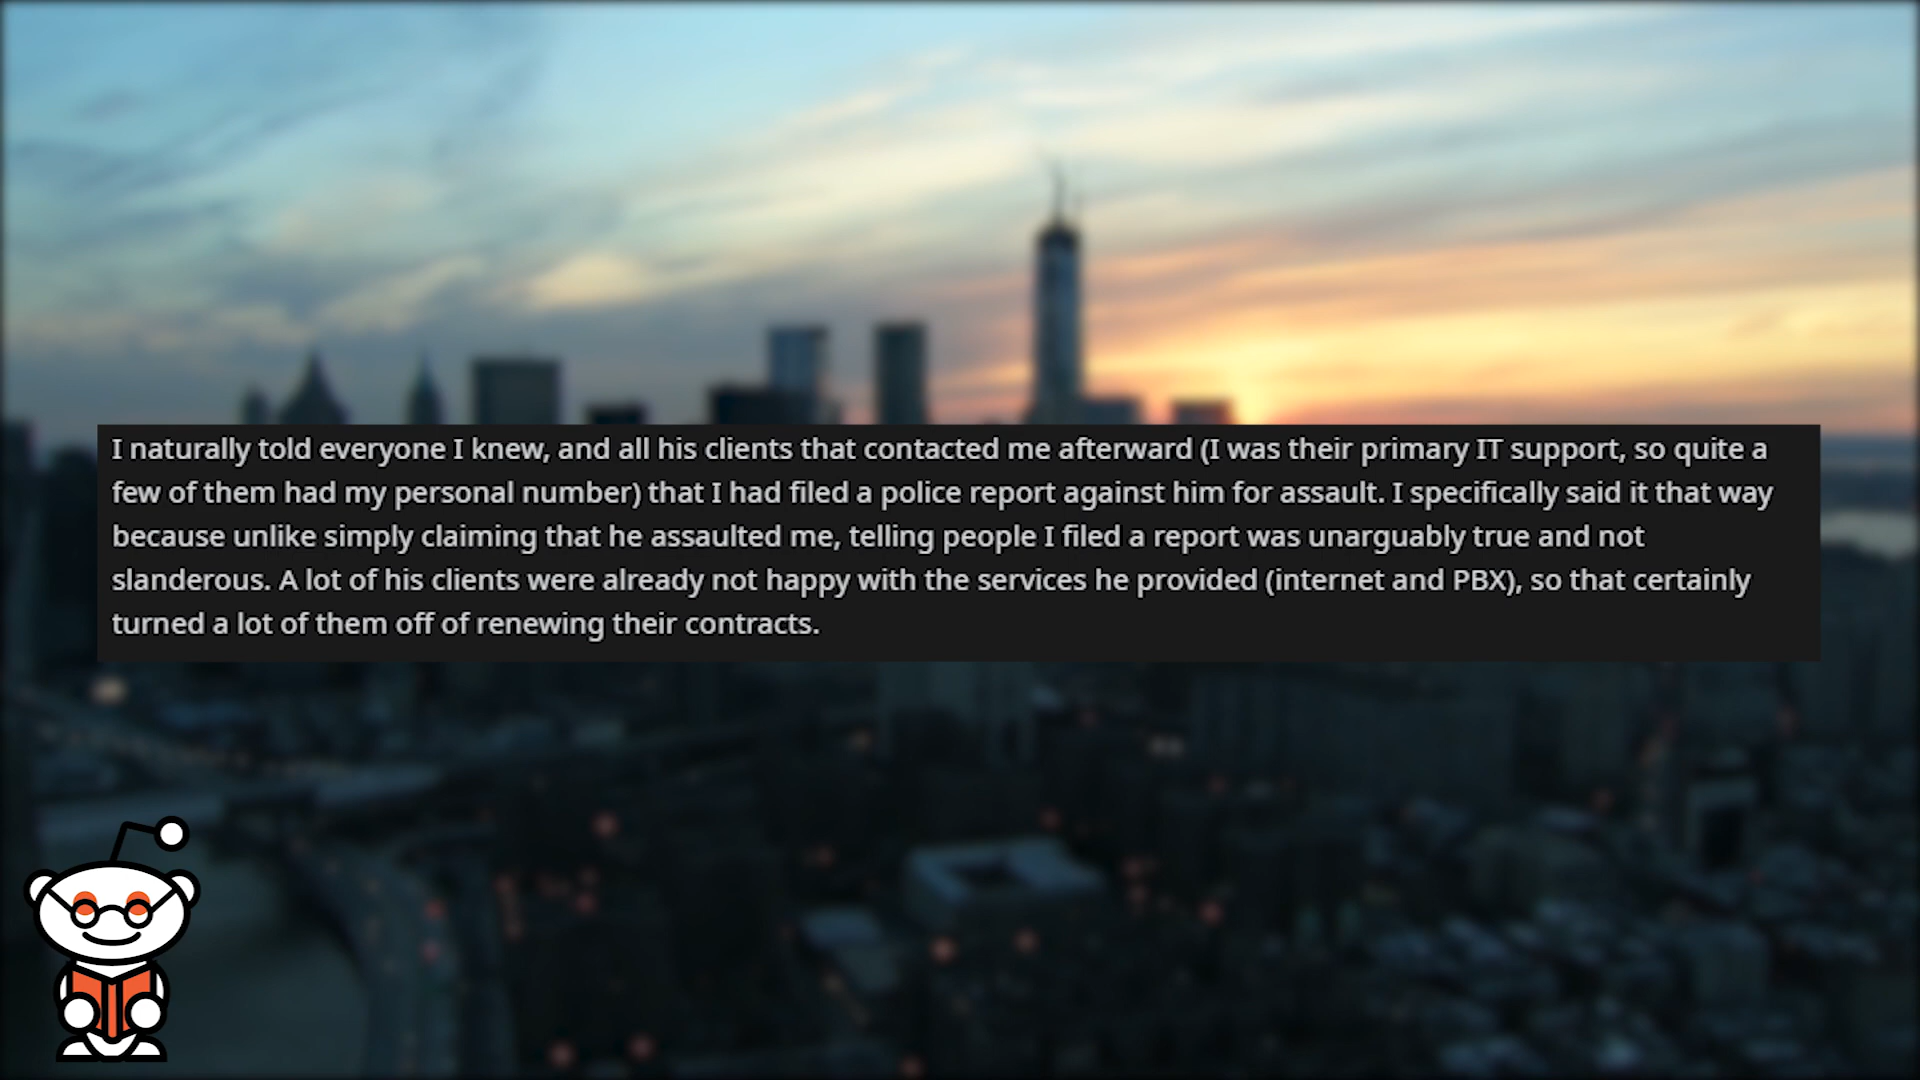 I naturally told everyone I knew, and all his clients that contacted me afterward (I was their primary IT support, so quite a
few of them had my personal number) that I had filed a police report against him for assault. I specifically said it that way
because unlike simply claiming that he assaulted me, telling people I filed a report was unarguably true and not
slanderous. A lot of his clients were already not happy with the services he provided (internet and PBX), so that certainly
turned a lot of them off of renewing their contracts.